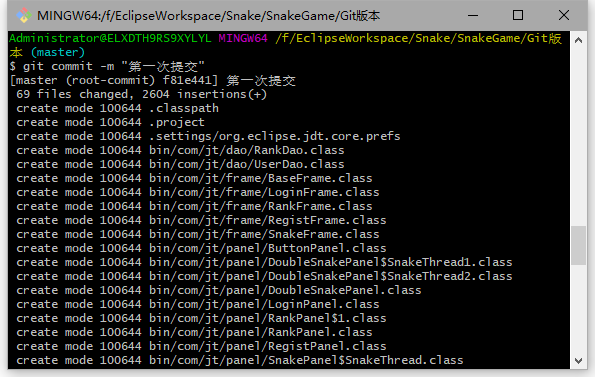 MINGW64:/f/EclipseWorkspace/Snake/SnakeGame/Git版本
Administrator@ELXDTH9RS9XYLYL MINGW64 /f/EclipseWorkspace/Snake/SnakeGame/Git版
本 (master)
$ git commit -m "第一次提交"
[master (root-commit) f81e441] 第一次提交
 69 files changed, 2604 insertions(+)
 create mode 100644 .classpath
 create mode 100644 .project
 create mode 100644 .settings/org.eclipse.jdt.core.prefs
 create mode 100644 bin/com/jt/dao/RankDao.class
 create mode 100644 bin/com/jt/dao/UserDao.class
 create mode 100644 bin/com/jt/frame/BaseFrame.class
 create mode 100644 bin/com/jt/frame/LoginFrame.class
 create mode 100644 bin/com/jt/frame/RankFrame.class
 create mode 100644 bin/com/jt/frame/RegistFrame.class
 create mode 100644 bin/com/jt/frame/SnakeFrame.class
 create mode 100644 bin/com/jt/panel/ButtonPanel.class
 create mode 100644 bin/com/jt/panel/DoubleSnakePanel$SnakeThread1.class
 create mode 100644 bin/com/jt/panel/DoubleSnakePanel$SnakeThread2.class
 create mode 100644 bin/com/jt/panel/DoubleSnakePanel.class
 create mode 100644 bin/com/jt/panel/LoginPanel.class
 create mode 100644 bin/com/jt/panel/RankPanel$1.class
 create mode 100644 bin/com/jt/panel/RankPanel.class
 create mode 100644 bin/com/jt/panel/RegistPanel.class
 create mode 100644 bin/com/jt/panel/SnakePanel$SnakeThread.class